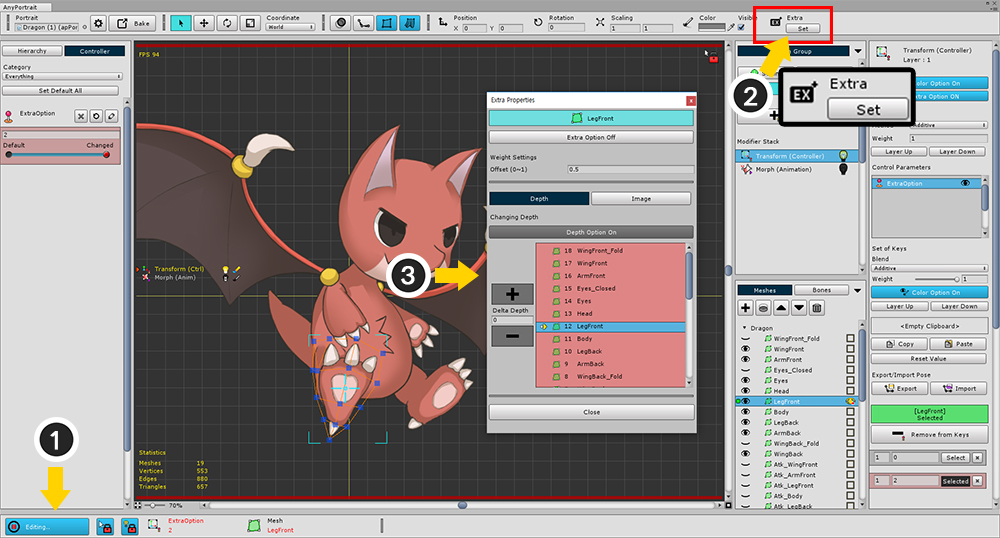 AnyPortrait
Portrait
Dragon (1) (apPor
Bake
Coordinate
World
Position
X 0 Y 0
Rotation
0
Scaling
1 1
Color
Visible
Extra
Set
Hierarchy
Controller
Category
Everything
Set Default All
ExtraOption
2
Default
Changed
FPS 94
Transform (Ctrl)
Morph (Anim)
Statistics
Meshes 19
Vertices 553
Edges 880
Triangles 657
70%
Extra Properties
LegFront
Extra Option Off
Weight Settings
Offset (0~1) 0.5
Depth
Image
Changing Depth
Depth Option On
Delta Depth
0
18 WingFront_Fold
17 WingFront
16 ArmFront
15 Eyes_Closed
14 Eyes
13 Head
12 LegFront
11 Body
10 LegBack
9 ArmBack
8 WingBack_Fold
Close
1
2
3
EX
Extra
Set
Group
Modifier Stack
Transform (Controller)
Morph (Animation)
Meshes
Bones
Dragon
WingFront_Fold
WingFront
ArmFront
Eyes_Closed
Eyes
Head
LegFront
Body
LegBack
ArmBack
WingBack_Fold
WingBack
Atk_WingFront
Atk_ArmFront
Atk_LegFront
Atk_Body
Transform (Controller)
Layer : 1
Color Option On
Extra Option ON
Additive
Weight 1
Layer Up
Layer Down
Control Parameters
ExtraOption
Set of Keys
Blend
Additive
Weight 1
Color Option On
Layer Up
Layer Down
<Empty Clipboard>
Copy
Paste
Reset Value
Export/Import Pose
Export
Import
[LegFront]
Selected
Remove from Keys
1 0 Select
1 2 Selected
Editing..
ExtraOption
2
Mesh
LegFront